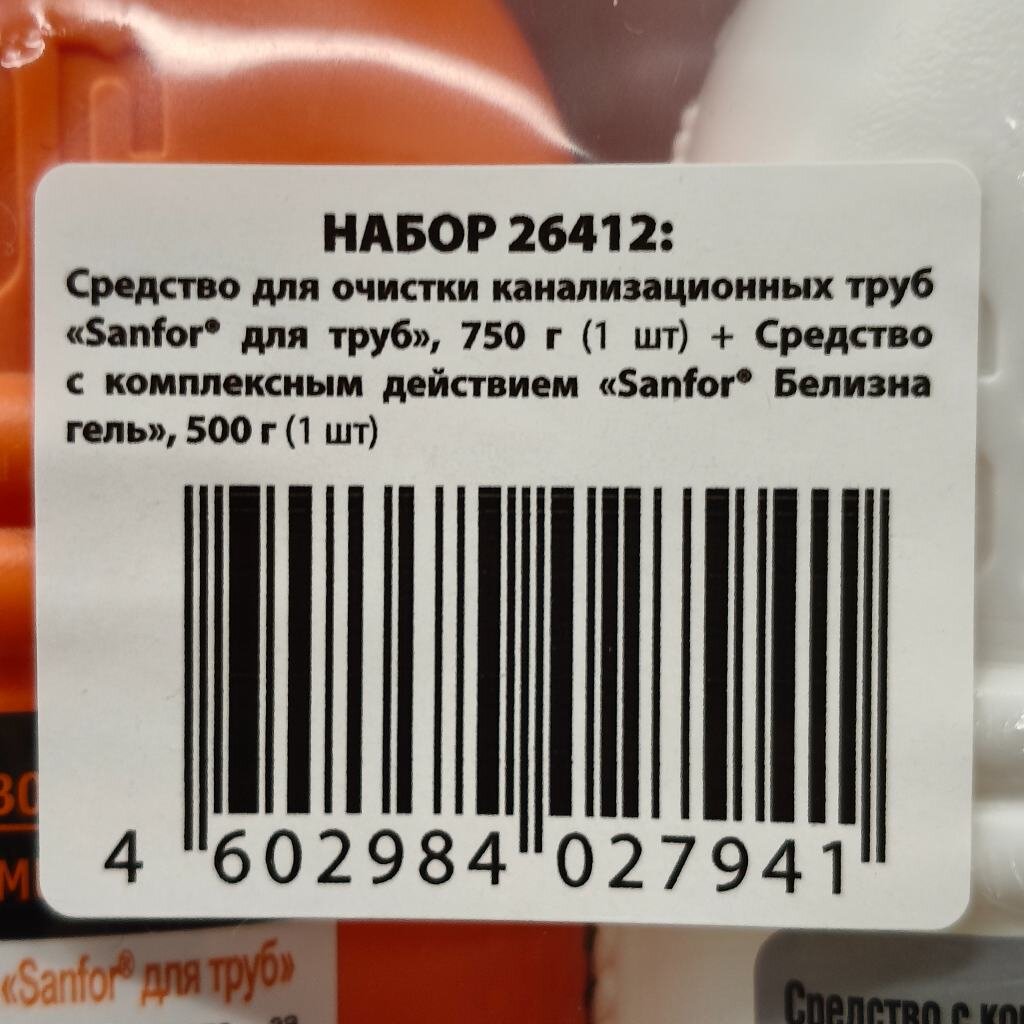 НАБОР 26412:
Средство для очистки канализационных труб
«Sanfor® для труб», 750 г (1 шт) + Средство
с комплексным действием «Sanfor® Белизна
гель», 500 г (1 шт)
4 602984 027941
«Sanfor® для труб»
Средство с